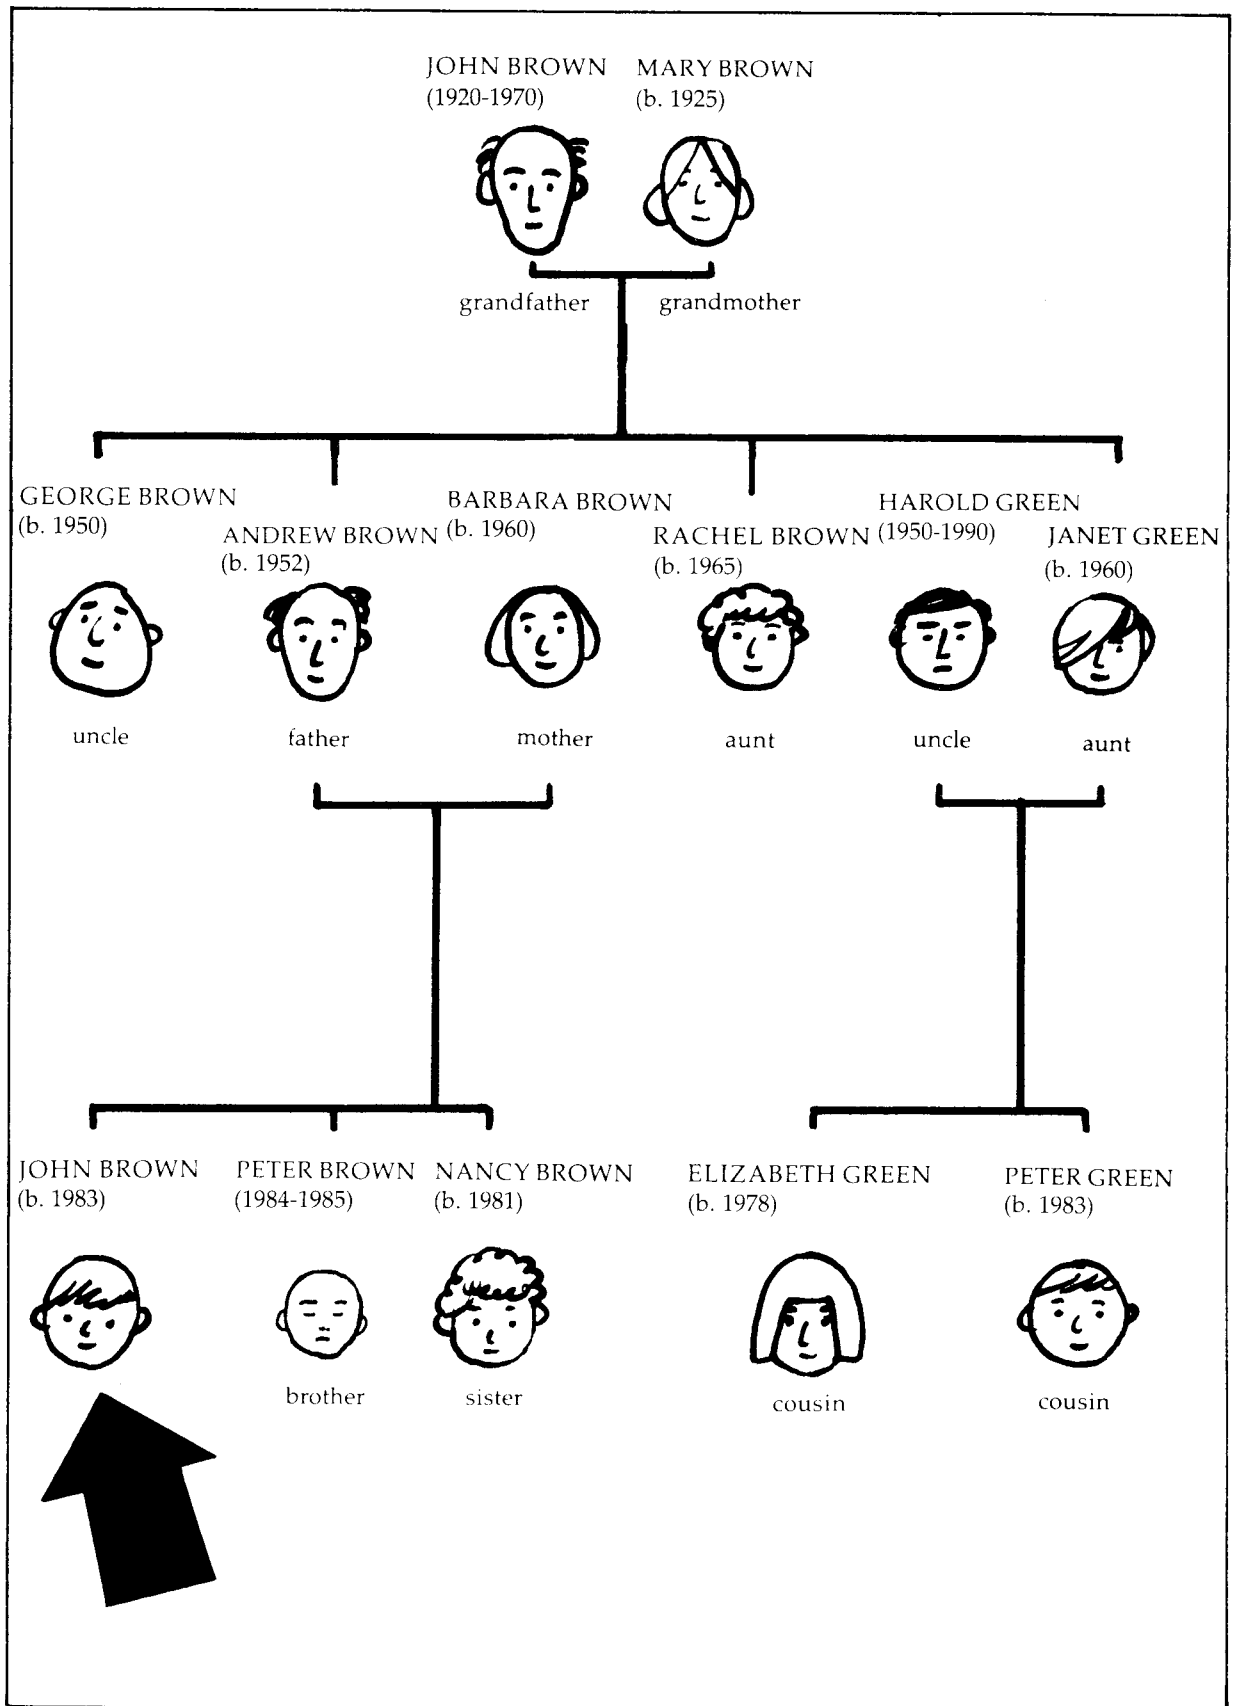 JOHN BROWN
(1920-1970)
MARY BROWN
(b. 1925)
grandfather
grandmother
GEORGE BROWN
(b. 1950)
ANDREW BROWN
(b. 1952)
BARBARA BROWN
(b. 1960)
RACHEL BROWN
(b. 1965)
HAROLD GREEN
(1950-1990)
JANET GREEN
(b. 1960)
uncle
father
mother
aunt
uncle
aunt
JOHN BROWN
(b. 1983)
PETER BROWN
(1984-1985)
NANCY BROWN
(b. 1981)
ELIZABETH GREEN
(b. 1978)
PETER GREEN
(b. 1983)
brother
sister
cousin
cousin